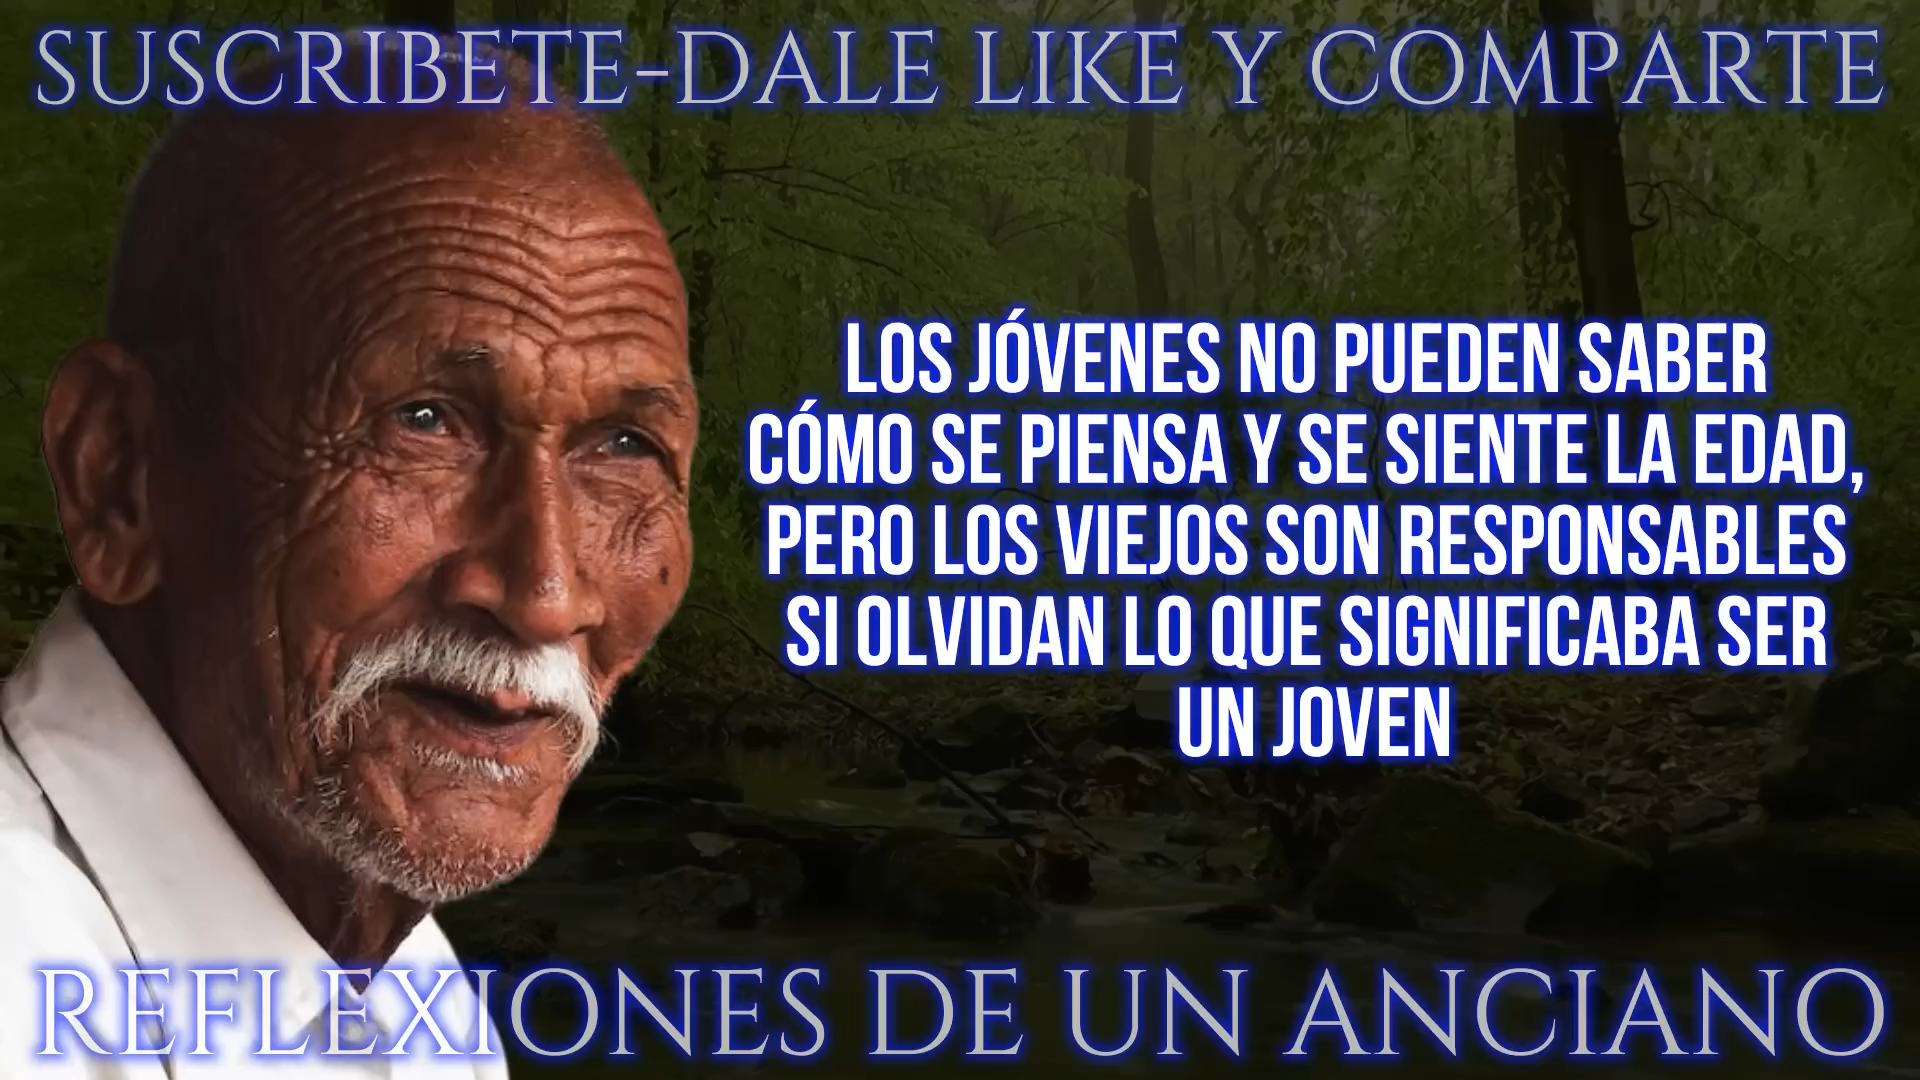 SUSCRIBETE-DALE LIKE Y COMPARTE
LOS JÓVENES NO PUEDEN SABER
CÓMO SE PIENSA Y SE SIENTE LA EDAD,
PERO LOS VIEJOS SON RESPONSABLES
SI OLVIDAN LO QUE SIGNIFICABA SER
UN JOVEN
REFLEXIONES DE UN ANCIANO